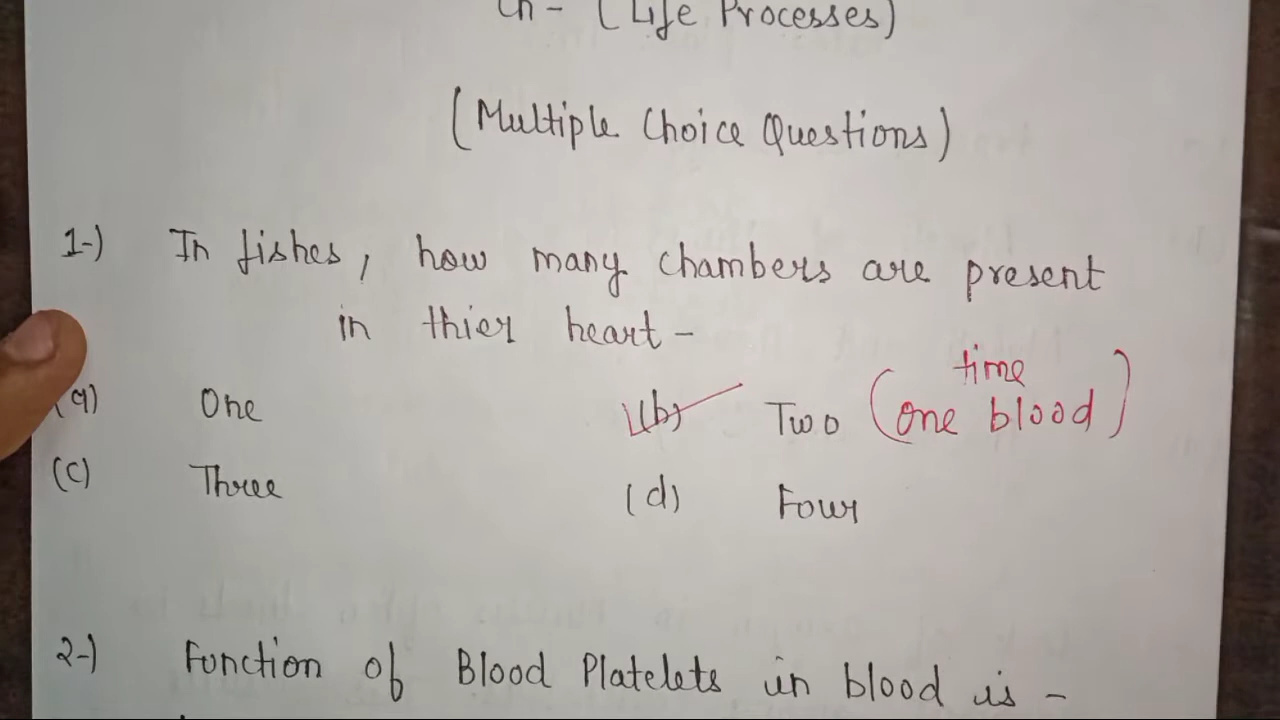 Ch - (Life Processes)
(Multiple Choice Questions)
1-) In fishes, how many chambers are present
in thier heart -
(a) One (b) Two (one blood) time
(c) Three (d) Four
2-) Function of Blood Platelets in blood is -